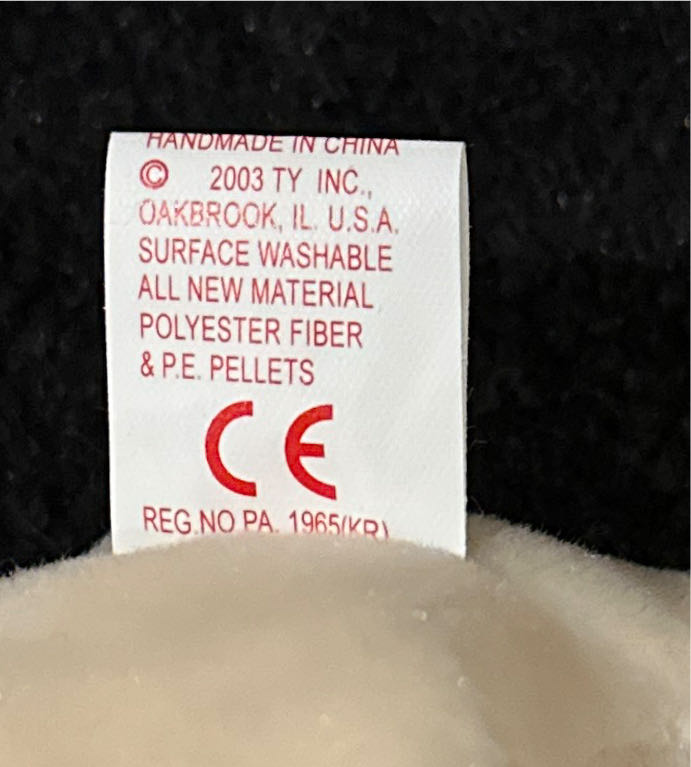 HANDMADE IN CHINA
© 2003 TY INC.,
OAKBROOK, IL. U.S.A.
SURFACE WASHABLE
ALL NEW MATERIAL
POLYESTER FIBER
& P.E. PELLETS
CE
REG.NO PA. 1965(KR)